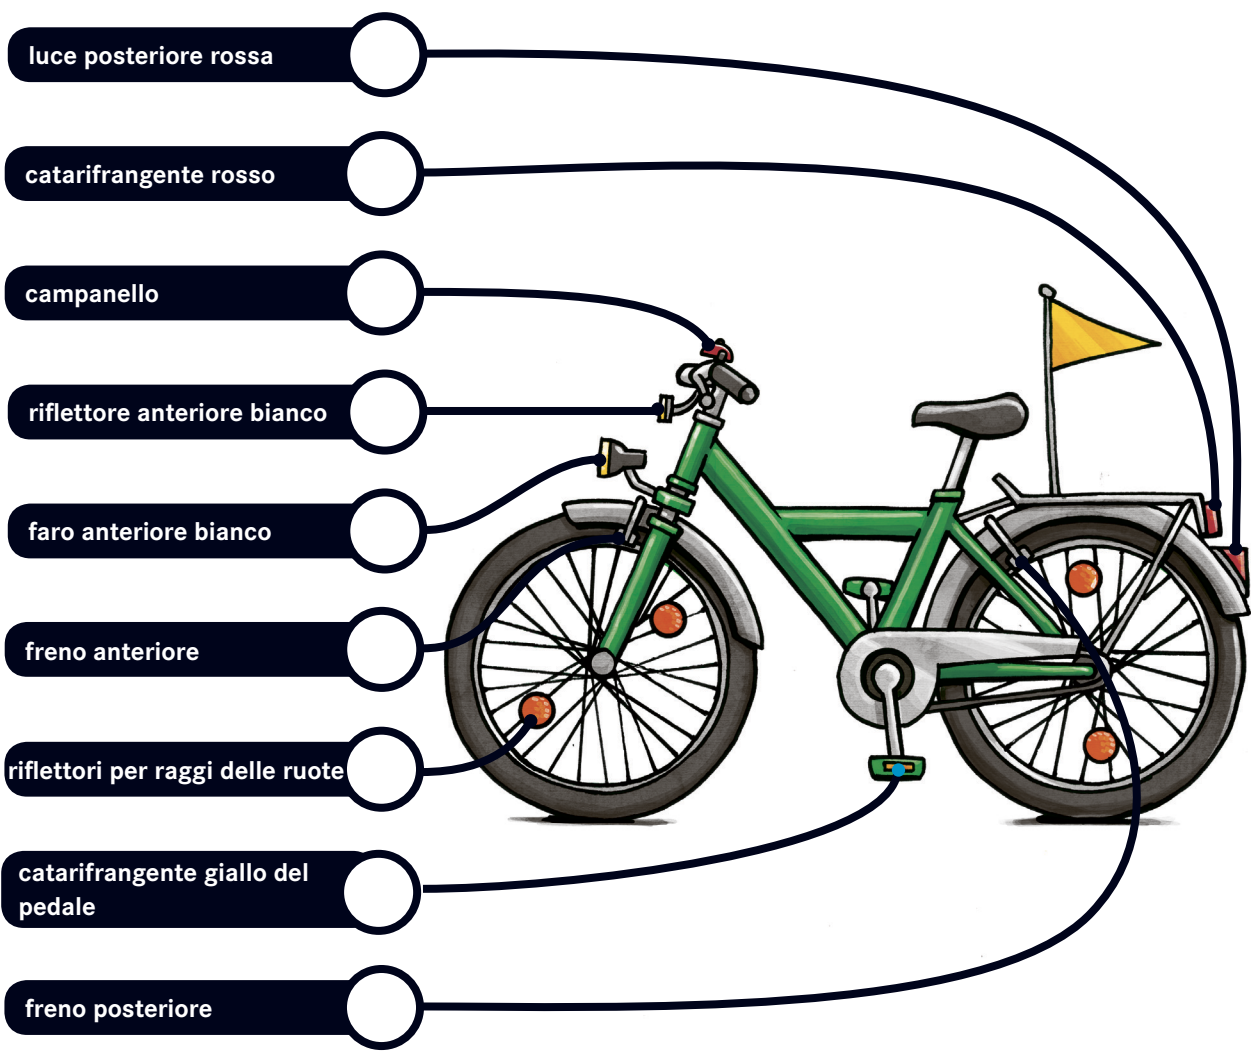 luce posteriore rossa
catarifrangente rosso
campanello
riflettore anteriore bianco
faro anteriore bianco
freno anteriore
riflettori per raggi delle ruote
catarifrangente giallo del
pedale
freno posteriore